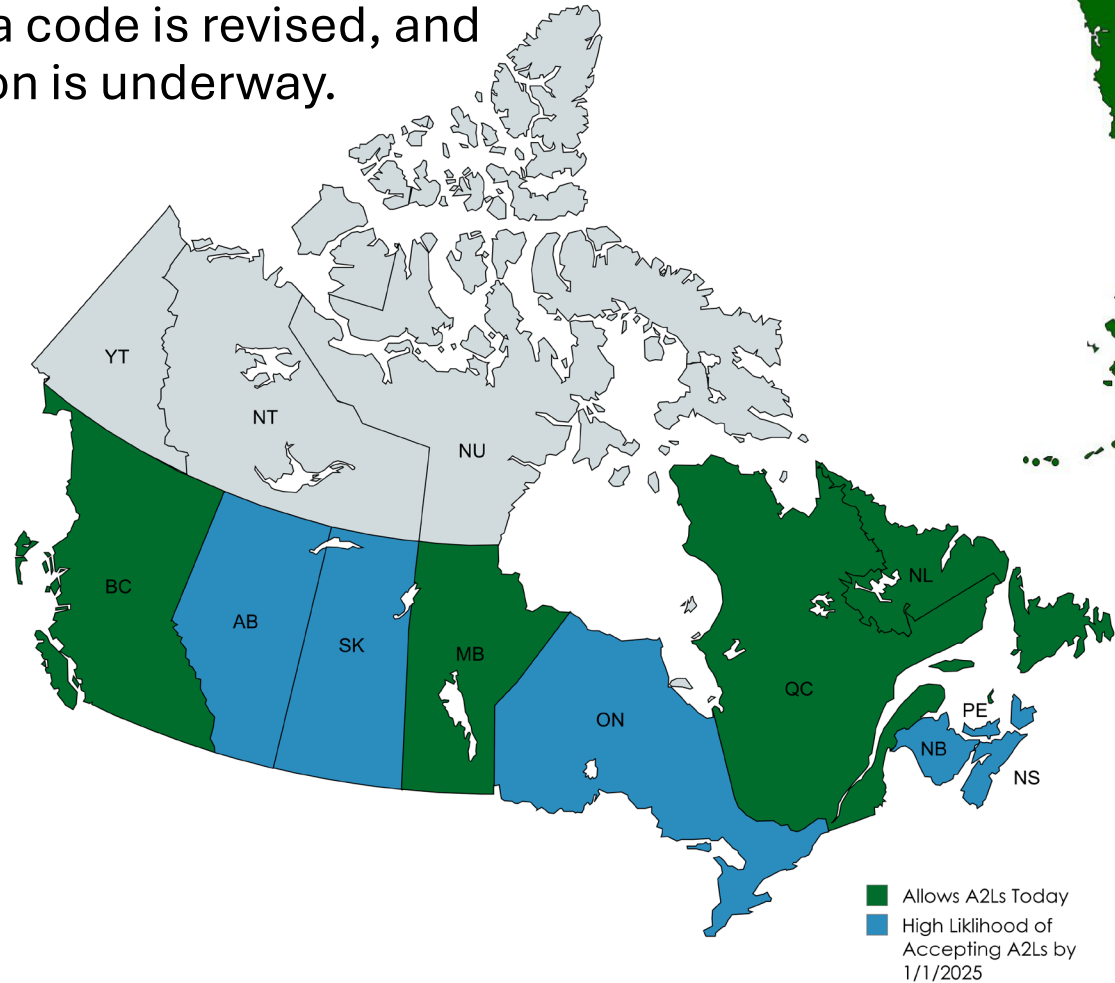 a code is revised, and
on is underway.
YT
NT
NU
BC
AB
SK
MB
ON
QC
NL
PE
NB
NS
Allows A2Ls Today
High Liklihood of
Accepting A2Ls by
1/1/2025